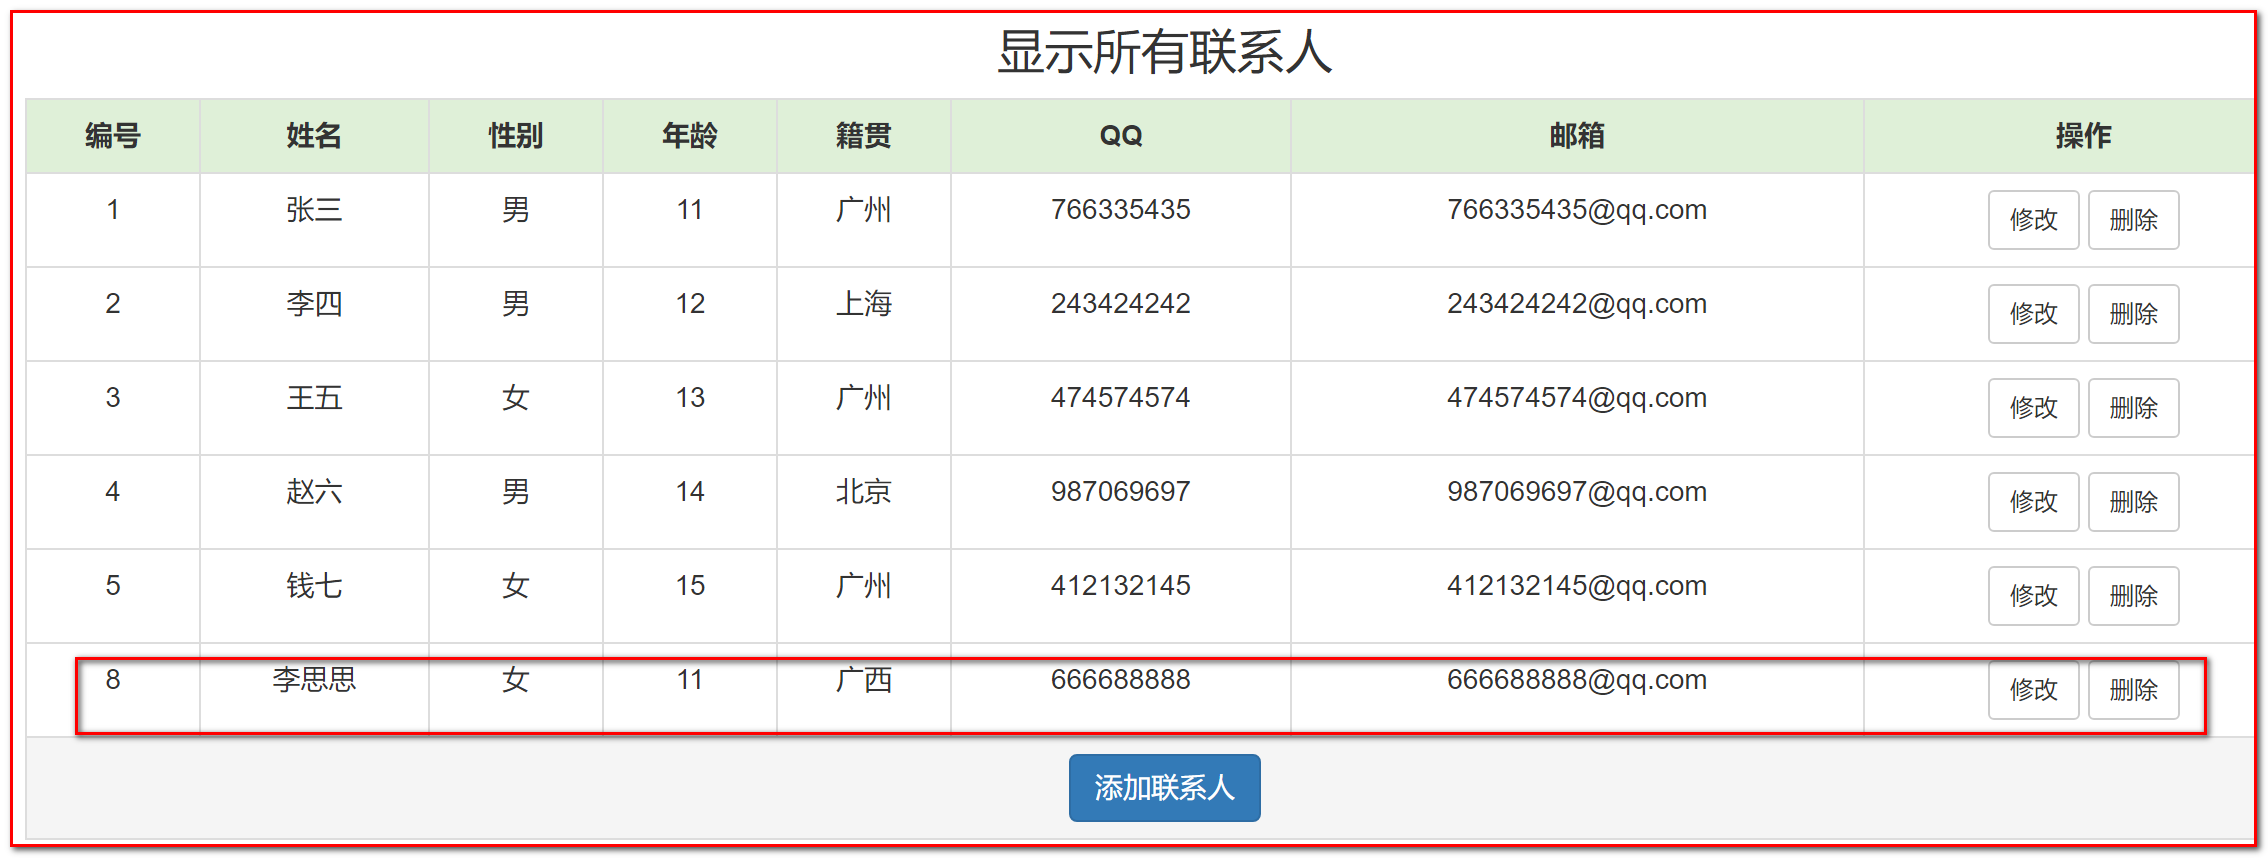 显示所有联系人
编号 姓名 性别 年龄 籍贯 QQ 邮箱 操作
1 张三 男 11 广州 766335435 766335435@qq.com 修改 删除
2 李四 男 12 上海 243424242 243424242@qq.com 修改 删除
3 王五 女 13 广州 474574574 474574574@qq.com 修改 删除
4 赵六 男 14 北京 987069697 987069697@qq.com 修改 删除
5 钱七 女 15 广州 412132145 412132145@qq.com 修改 删除
8 李思思 女 11 广西 666688888 666688888@qq.com 修改 删除
添加联系人